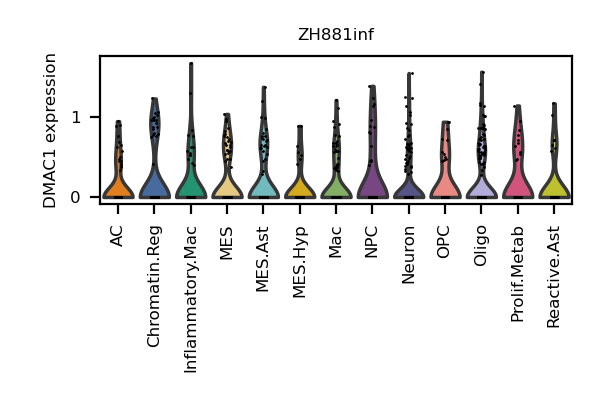 ZH881inf
DMAC1 expression
1
0
AC
Chromatin.Reg
Inflammatory.Mac
MES
MES.Ast
MES.Hyp
Mac
NPC
Neuron
OPC
Oligo
Prolif.Metab
Reactive.Ast